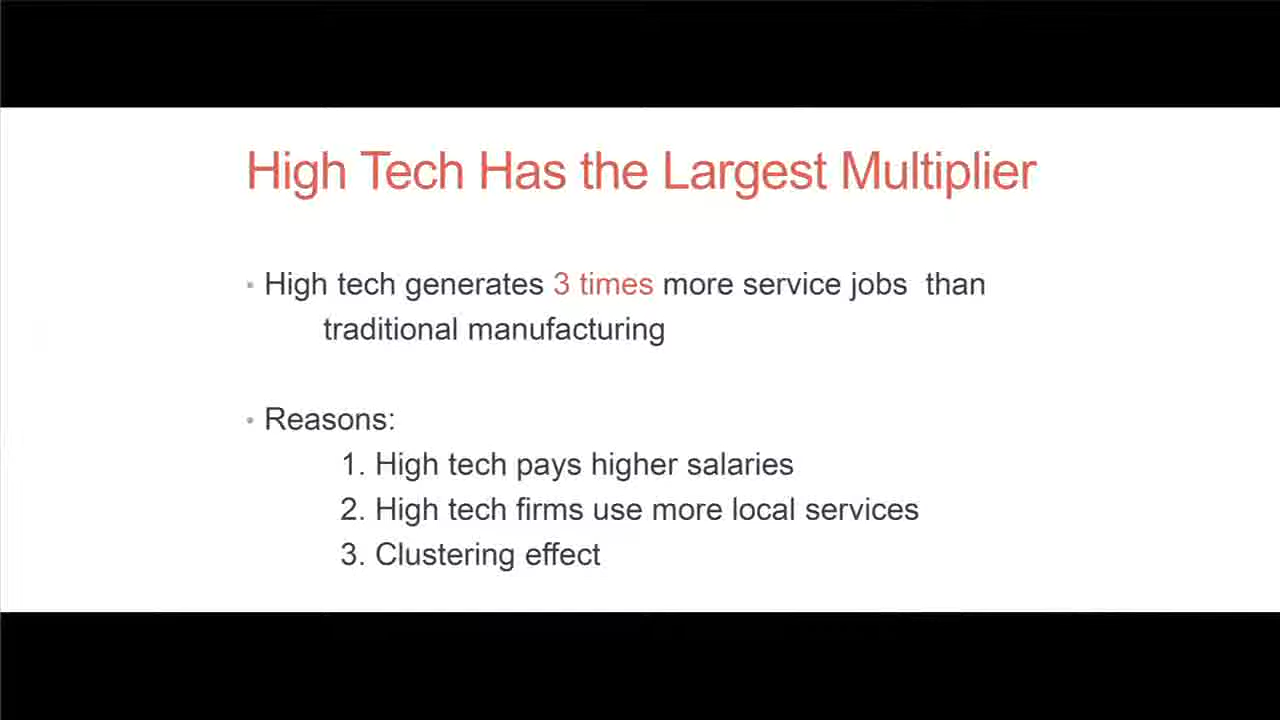 High Tech Has the Largest Multiplier
▪ High tech generates 3 times more service jobs  than
traditional manufacturing
▪ Reasons:
1. High tech pays higher salaries
2. High tech firms use more local services
3. Clustering effect